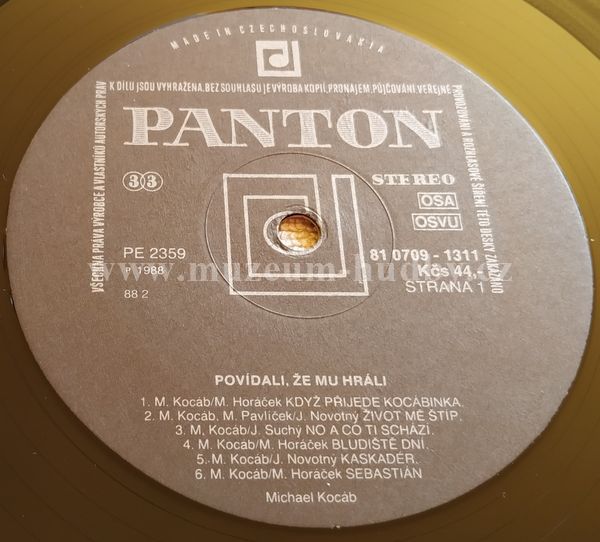 MADE IN CZECHOSLOVAKIA
VŠECHNA PRÁVA VÝROBCE A VLASTNÍKŮ AUTORSKÝCH PRÁV
K DÍLU JSOU VYHRAŽENA.BEZ SOUHLASU JE VÝROBA KOPIÍ,PRONÁJEM,PŮJČOVÁNÍ,VEŘEJNÉ
PROVOZOVÁNÍ A ROZHLASOVÉ ŠÍŘENÍ TÉTO DESKY ZAKÁZÁNO
PANTON
33
STEREO
OSA
OSVU
PE 2359
81 0709 - 1311
P 1988
Kčs 44,-
STRANA 1
88 2
www.muzeum-hudby.cz
POVÍDALI, ŽE MU HRÁLI
1. M. Kocáb/M. Horáček KDYŽ PŘIJEDE KOCÁBINKA.
2. M. Kocáb, M. Pavlíček/J. Novotný ŽIVOT MĚ ŠTÍP.
3. M. Kocáb/J. Suchý NO A CO TI SCHÁZÍ.
4. M. Kocáb/M. Horáček BLUDIŠTĚ DNÍ.
5. M. Kocáb/J. Novotný KASKADÉR.
6. M. Kocáb/M. Horáček SEBASTIÁN
Michael Kocáb